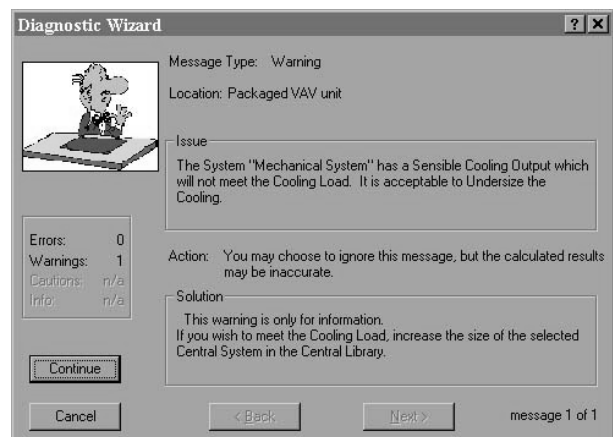 Diagnostic Wizard
Message Type: Warning
Location: Packaged VAV unit
Issue
The System "Mechanical System" has a Sensible Cooling Output which
will not meet the Cooling Load. It is acceptable to Undersize the
Cooling.
Errors: 0
Warnings: 1
Cautions: n/a
Info: n/a
Action: You may choose to ignore this message, but the calculated results
may be inaccurate.
Solution
This warning is only for information.
If you wish to meet the Cooling Load, increase the size of the selected
Central System in the Central Library.
Continue
Cancel
< Back
Next >
message 1 of 1